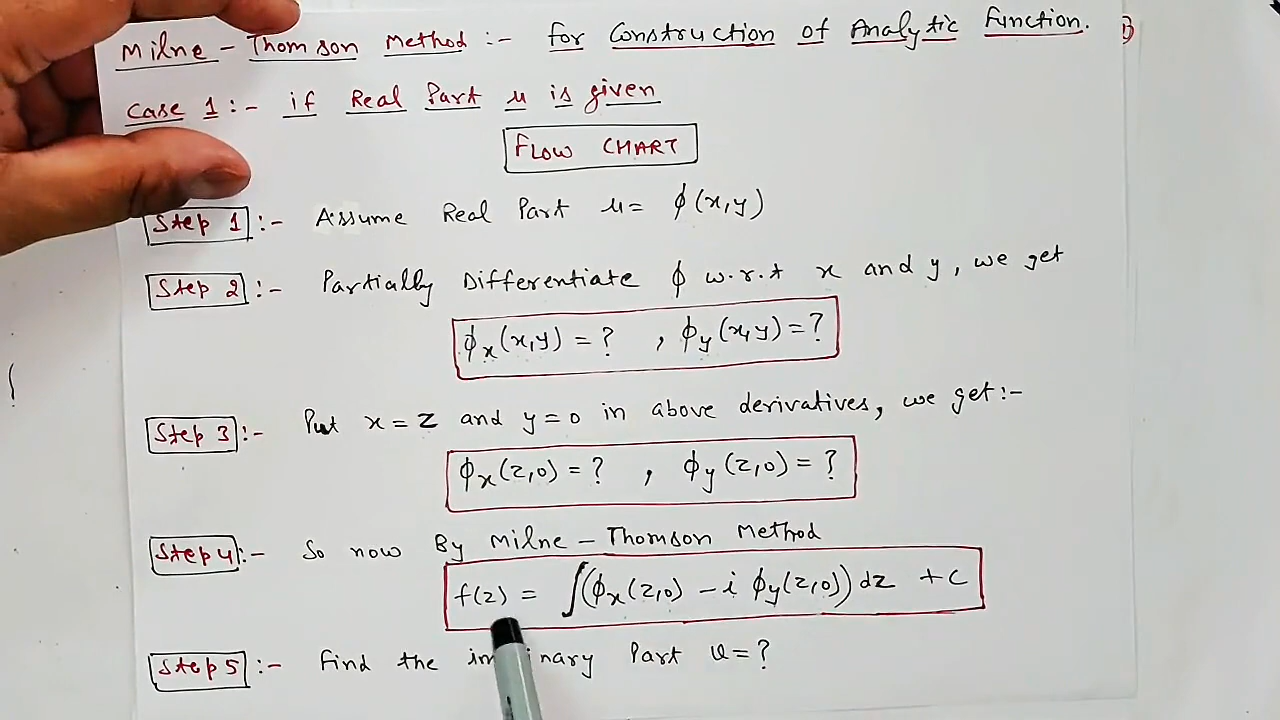 Milne - Thomson Method :- for Construction of Analytic Function.
Case 1 :- if Real Part u is given
FLOW CHART
Step 1 :- Assume Real Part u = ϕ(x,y)
Step 2 :- Partially Differentiate ϕ w.r.t x and y, we get
ϕx(x,y) = ? , ϕy(x,y) = ?
Step 3 :- Put x = z and y = 0 in above derivatives, we get :-
ϕx(z,0) = ? , ϕy(z,0) = ?
Step 4 :- So now By Milne - Thomson Method
f(z) = ∫(ϕx(z,0) - i ϕy(z,0)) dz + c
Step 5 :- Find the Part v = ?